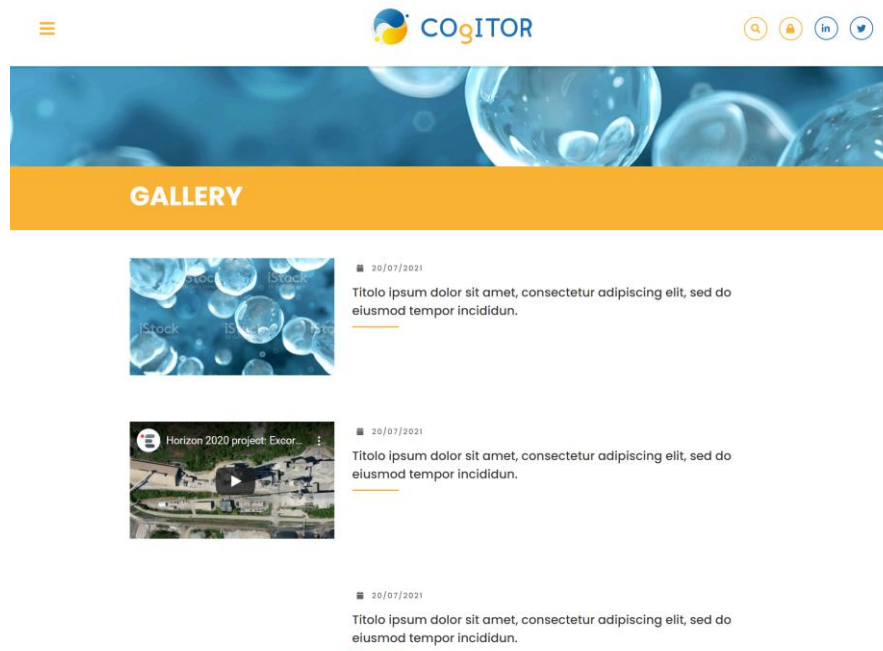 COgITOR
GALLERY
iStock
iStock
iStock
20/07/2021
Titolo ipsum dolor sit amet, consectetur adipiscing elit, sed do
eiusmod tempor incididun.
Horizon 2020 project: Excor...
20/07/2021
Titolo ipsum dolor sit amet, consectetur adipiscing elit, sed do
eiusmod tempor incididun.
20/07/2021
Titolo ipsum dolor sit amet, consectetur adipiscing elit, sed do
eiusmod tempor incididun.